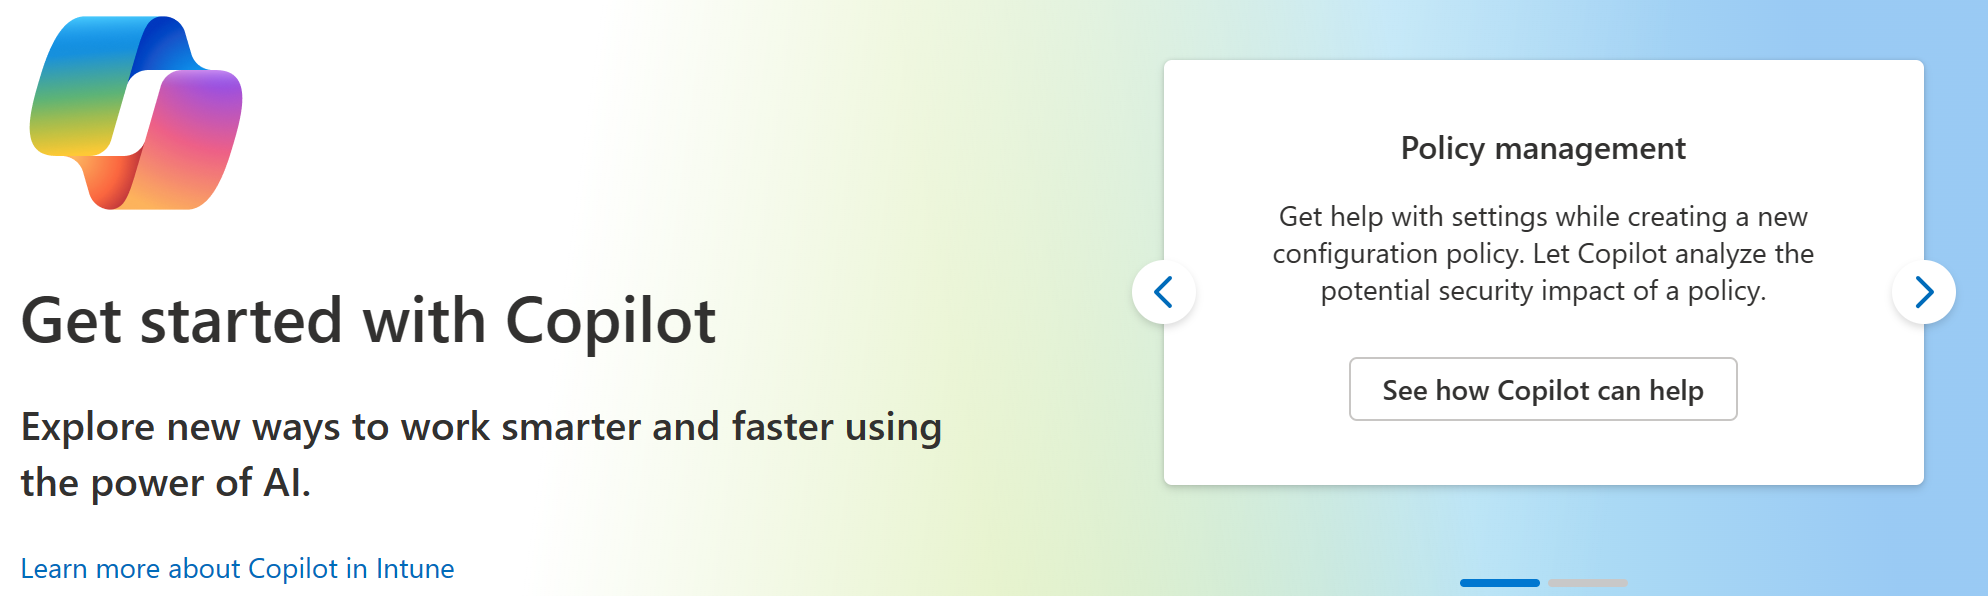 Get started with Copilot
Explore new ways to work smarter and faster using
the power of AI.
Learn more about Copilot in Intune
Policy management
Get help with settings while creating a new
configuration policy. Let Copilot analyze the
potential security impact of a policy.
See how Copilot can help